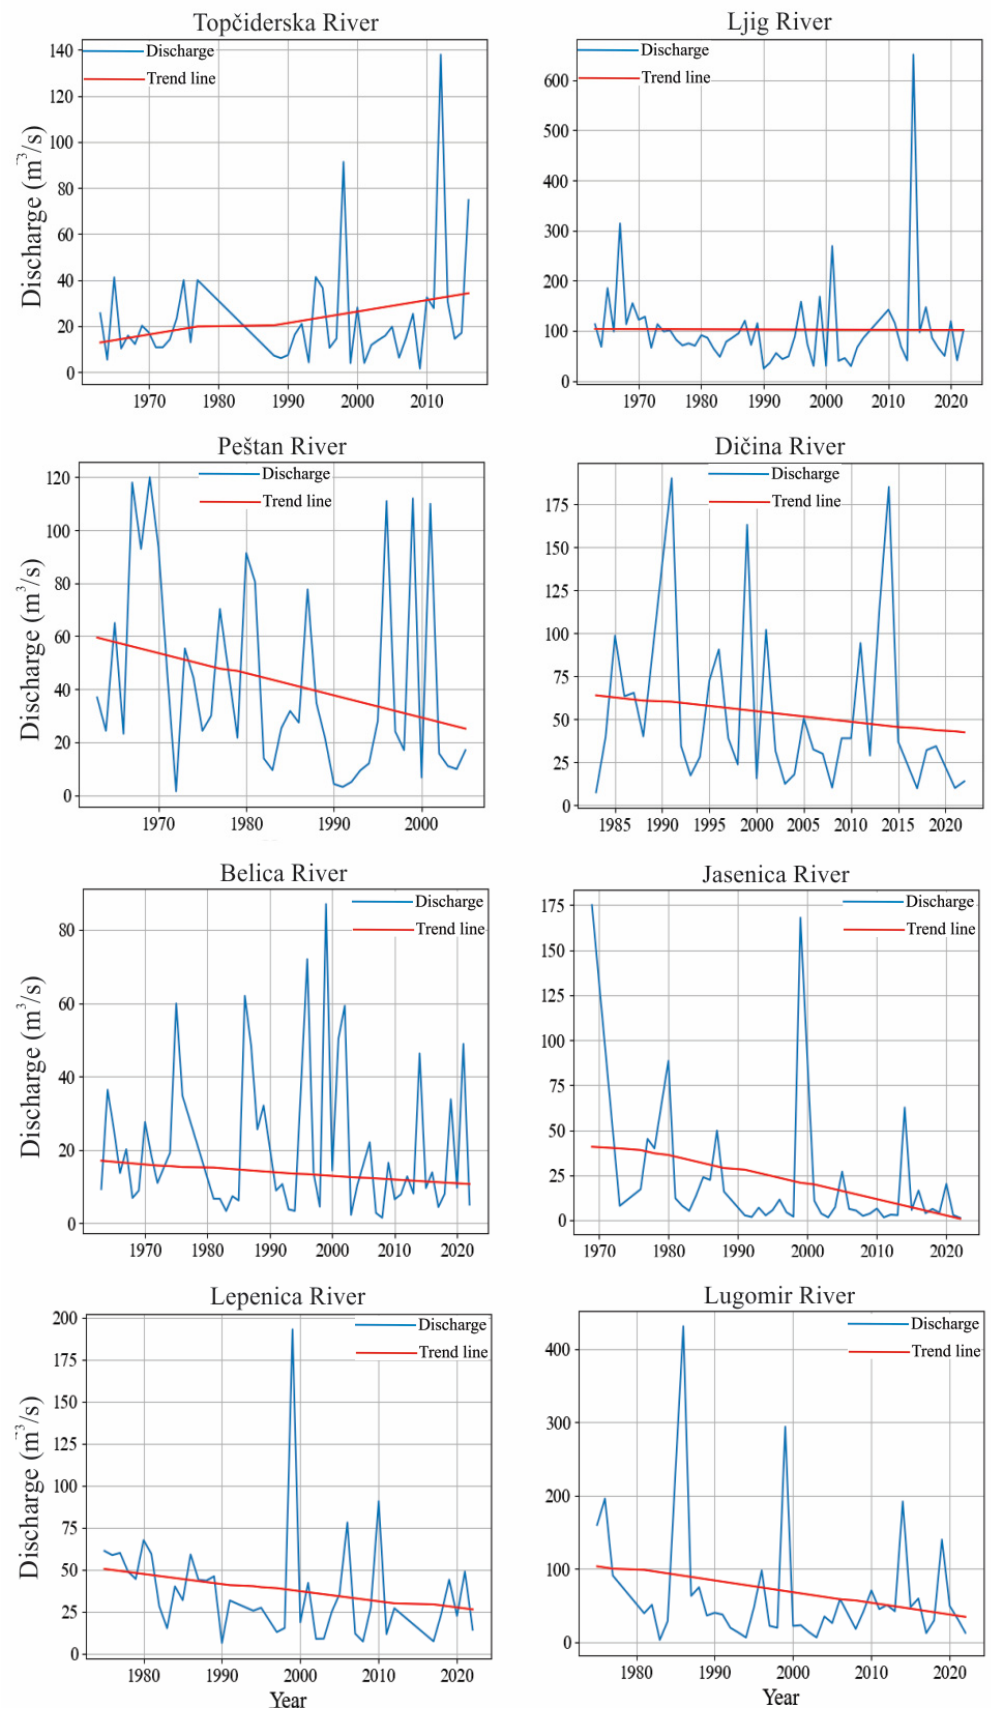 Topčiderska River
Discharge
Trend line
140
120
100
80
60
40
20
0
Discharge (m³/s)
1970 1980 1990 2000 2010
Ljig River
Discharge
Trend line
600
500
400
300
200
100
0
1970 1980 1990 2000 2010 2020
Peštan River
Discharge
Trend line
120
100
80
60
40
20
0
Discharge (m³/s)
1970 1980 1990 2000
Dičina River
Discharge
Trend line
175
150
125
100
75
50
25
0
1985 1990 1995 2000 2005 2010 2015 2020
Belica River
Discharge
Trend line
80
60
40
20
0
Discharge (m³/s)
1970 1980 1990 2000 2010 2020
Jasenica River
Discharge
Trend line
175
150
125
100
75
50
25
0
1970 1980 1990 2000 2010 2020
Lepenica River
Discharge
Trend line
200
175
150
125
100
75
50
25
0
Discharge (m³/s)
1980 1990 2000 2010 2020
Year
Lugomir River
Discharge
Trend line
400
300
200
100
0
1980 1990 2000 2010 2020
Year